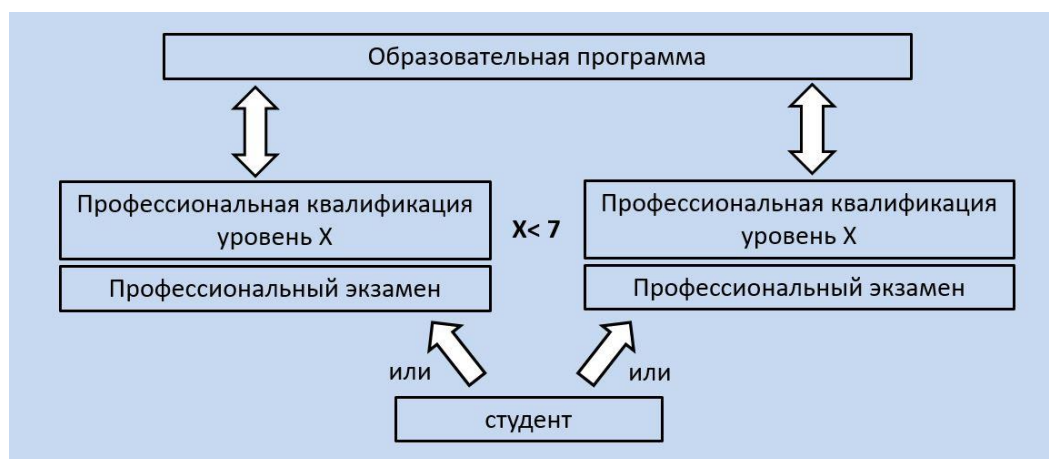 Образовательная программа
Профессиональная квалификация
уровень X
X< 7
Профессиональная квалификация
уровень X
Профессиональный экзамен
Профессиональный экзамен
или
или
студент